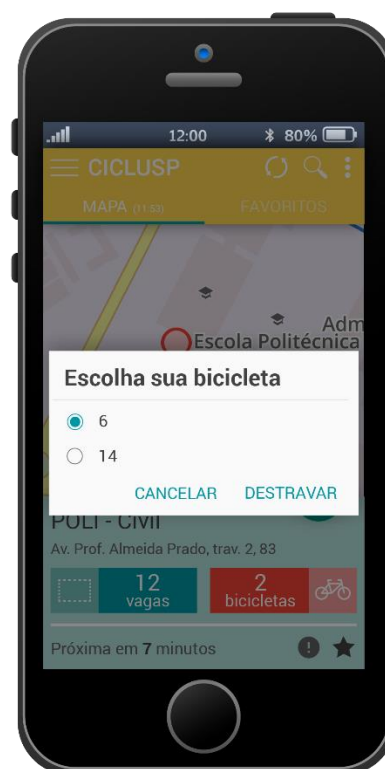 12:00 80%
CICLUSP
MAPA (11:53) FAVORITOS
Adm
Escola Politécnica
Escolha sua bicicleta
6
14
CANCELAR DESTRAVAR
POLI - Civil
Av. Prof. Almeida Prado, trav. 2, 83
12 2
vagas bicicletas
Próxima em 7 minutos